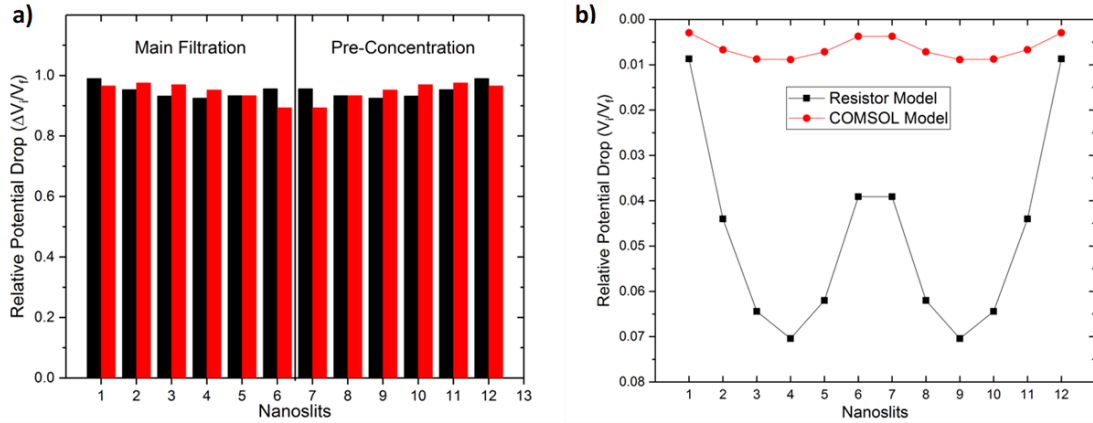 a)
Main Filtration
Pre-Concentration
Relative Potential Drop (ΔVᵢ/V_f)
1.0
0.8
0.6
0.4
0.2
0.0
1 2 3 4 5 6 7 8 9 10 11 12 13
Nanoslits
b)
Relative Potential Drop (Vᵢ/V_f)
0.00
0.01
0.02
0.03
0.04
0.05
0.06
0.07
0.08
Resistor Model
COMSOL Model
1 2 3 4 5 6 7 8 9 10 11 12
Nanoslits